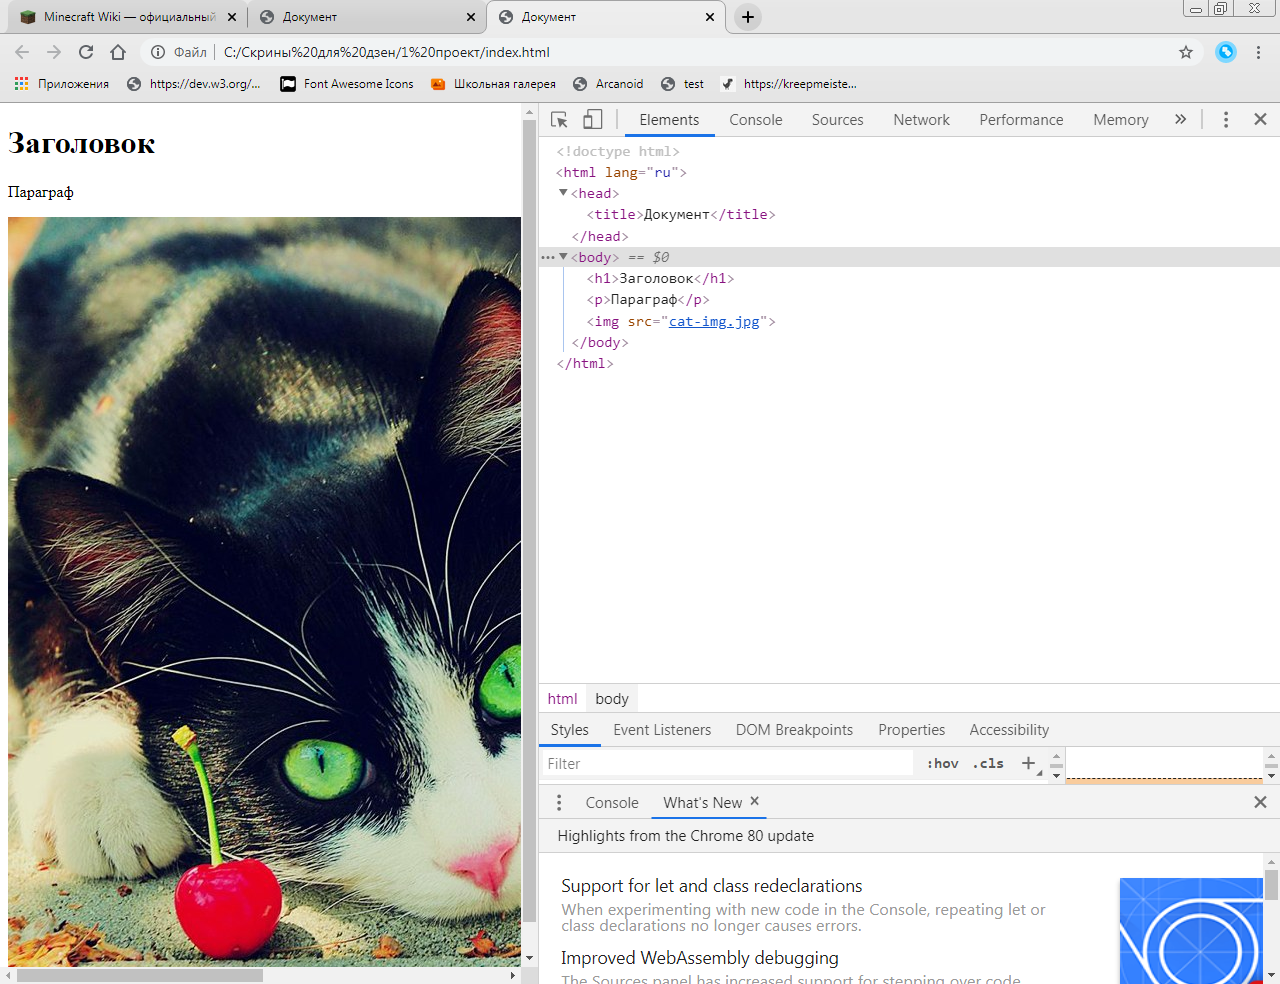 Minecraft Wiki — официальный
Документ
Документ
Файл C:/Скрины%20для%20дзен/1%20проект/index.html
Приложения https://dev.w3.org/... Font Awesome Icons Школьная галерея Arcanoid test https://kreepmeiste...
Заголовок
Параграф
Elements Console Sources Network Performance Memory »
<!doctype html>
<html lang="ru">
<head>
<title>Документ</title>
</head>
<body> == $0
<h1>Заголовок</h1>
<p>Параграф</p>
<img src="cat-img.jpg">
</body>
</html>
html body
Styles Event Listeners DOM Breakpoints Properties Accessibility
Filter :hov .cls +
Console What's New
Highlights from the Chrome 80 update
Support for let and class redeclarations
When experimenting with new code in the Console, repeating let or
class declarations no longer causes errors.
Improved WebAssembly debugging
The Sources panel has increased support for stepping over code,